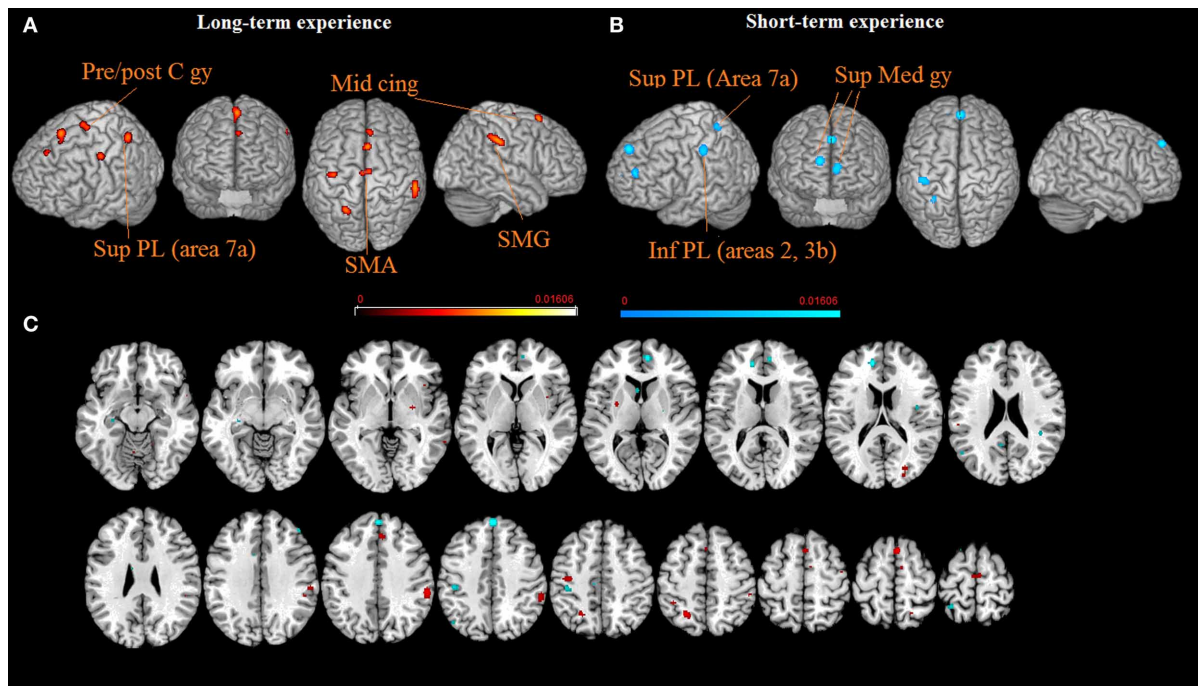 A Long-term experience
B Short-term experience
Pre/post C gy
Mid cing
Sup PL (area 7a)
SMA
SMG
Sup PL (Area 7a)
Sup Med gy
Inf PL (areas 2, 3b)
0 0.01606
0 0.01606
C